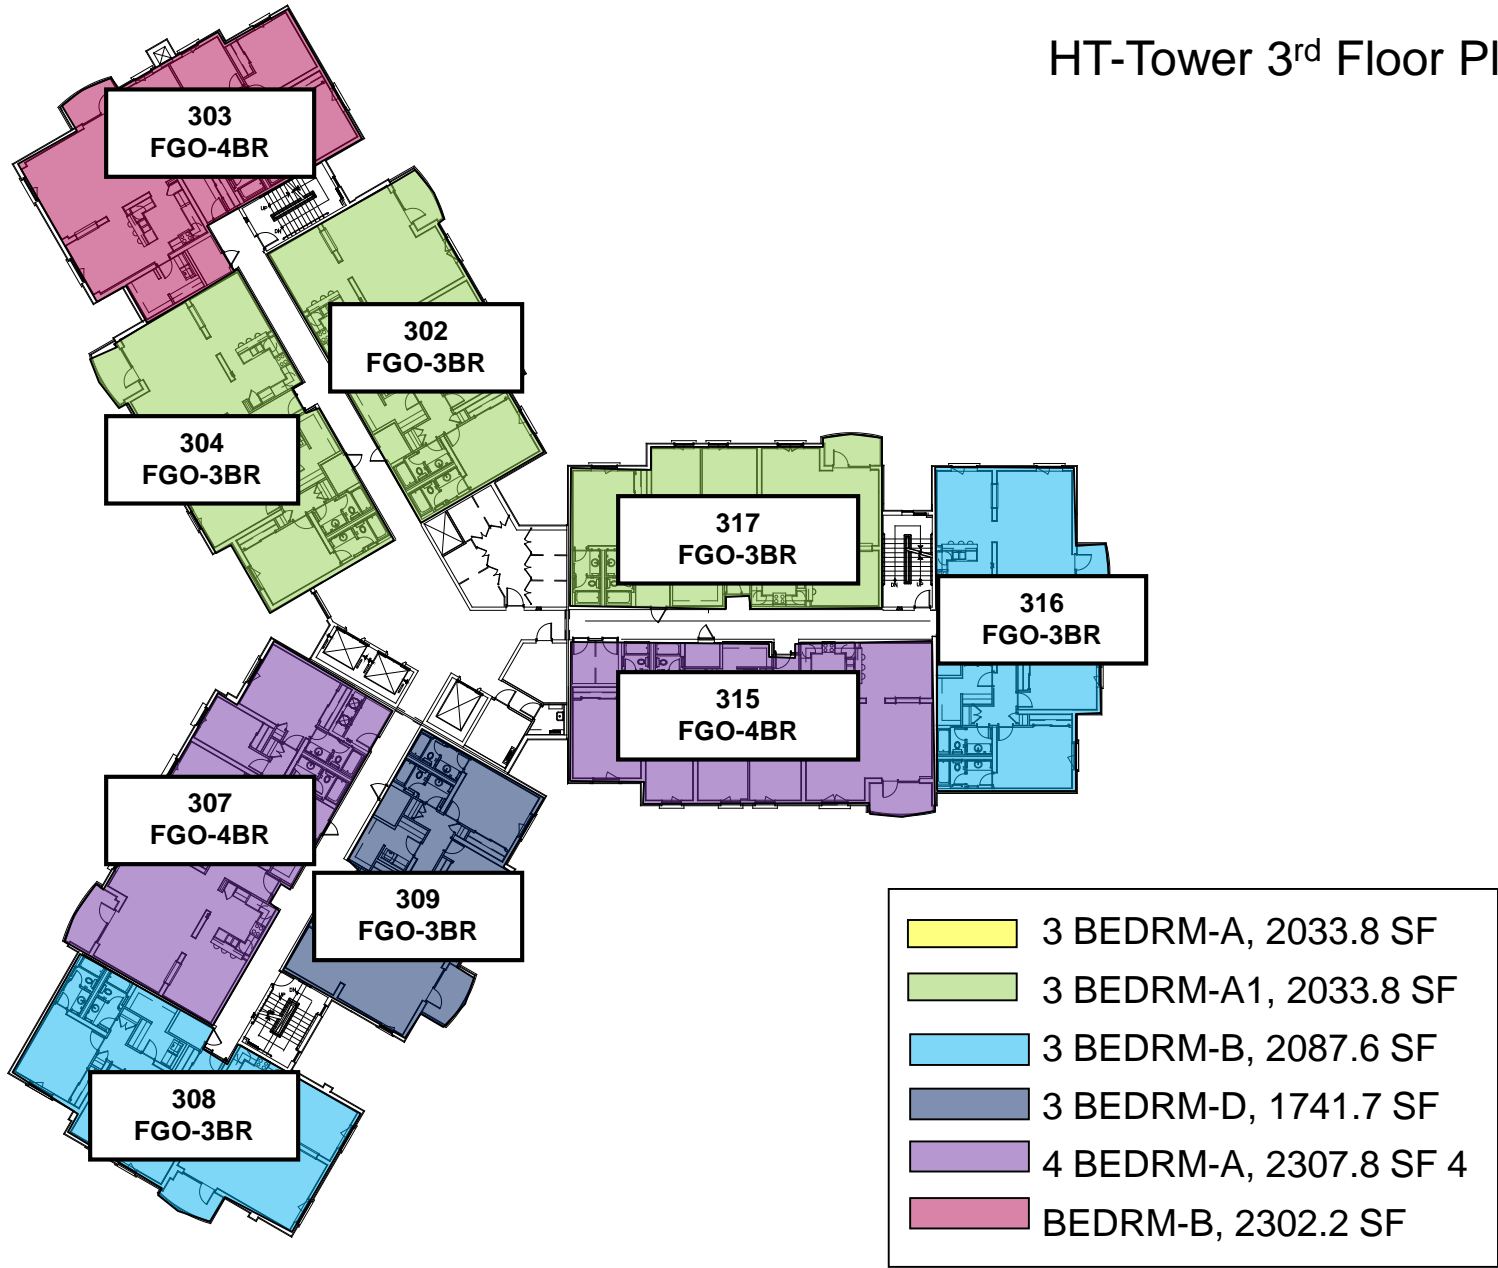 HT-Tower 3rd Floor Pl
303
FGO-4BR
302
FGO-3BR
304
FGO-3BR
317
FGO-3BR
316
FGO-3BR
315
FGO-4BR
307
FGO-4BR
309
FGO-3BR
308
FGO-3BR
3 BEDRM-A, 2033.8 SF
3 BEDRM-A1, 2033.8 SF
3 BEDRM-B, 2087.6 SF
3 BEDRM-D, 1741.7 SF
4 BEDRM-A, 2307.8 SF 4
BEDRM-B, 2302.2 SF